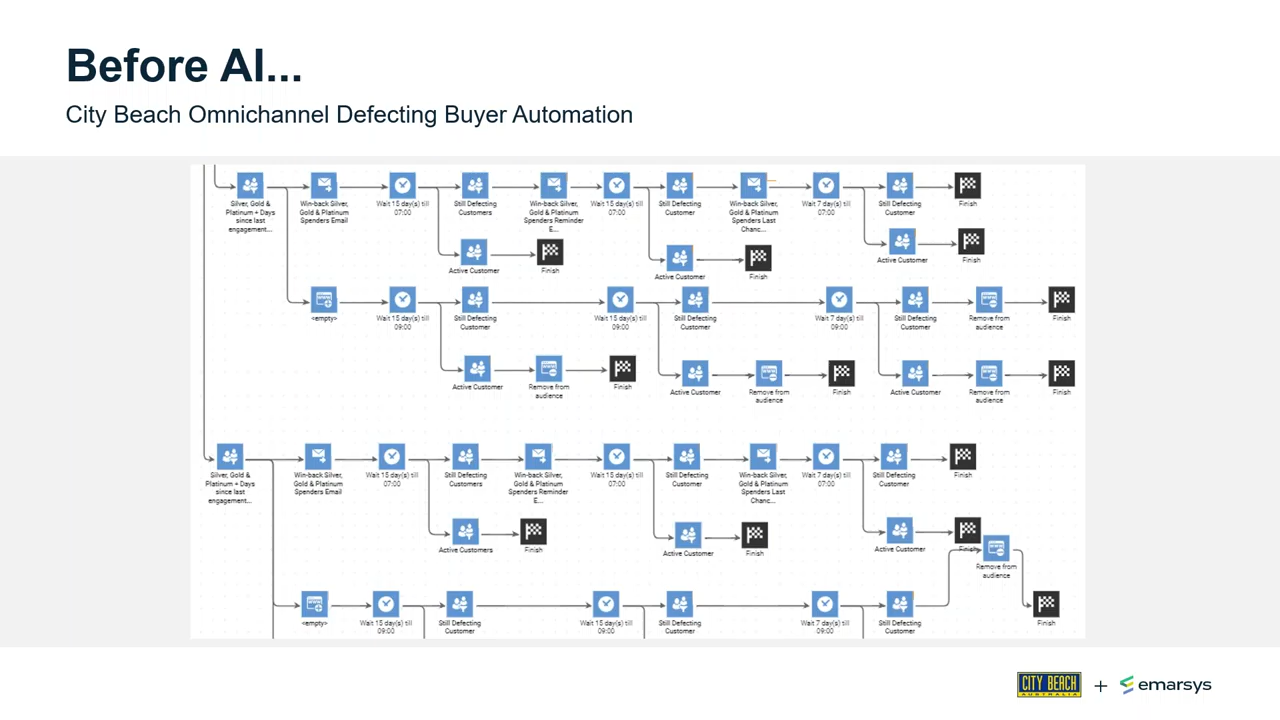 Before AI...
City Beach Omnichannel Defecting Buyer Automation
Silver, Gold &
Platinum + Days
since last
engagement...
Win-back Silver,
Gold & Platinum
Spenders Email
Wait 15 day(s) till
07:00
Still Defecting
Customers
Win-back Silver,
Gold & Platinum
Spenders Reminder
E...
Wait 15 day(s) till
07:00
Still Defecting
Customer
Win-back Silver,
Gold & Platinum
Spenders Last
Chanc...
Wait 7 day(s) till
07:00
Still Defecting
Customer
Finish
Active Customer
Finish
Active Customer
Finish
Active Customer
Finish
<empty>
Wait 15 day(s) till
09:00
Still Defecting
Customer
Wait 15 day(s) till
09:00
Still Defecting
Customer
Wait 7 day(s) till
09:00
Still Defecting
Customer
Remove from
audience
Finish
Active Customer
Remove from
audience
Finish
Active Customer
Remove from
audience
Finish
Active Customer
Remove from
audience
Finish
Silver, Gold &
Platinum + Days
since last
engagement...
Win-back Silver,
Gold & Platinum
Spenders Email
Wait 15 day(s) till
07:00
Still Defecting
Customers
Win-back Silver,
Gold & Platinum
Spenders Reminder
E...
Wait 15 day(s) till
07:00
Still Defecting
Customer
Win-back Silver,
Gold & Platinum
Spenders Last
Chanc...
Wait 7 day(s) till
07:00
Still Defecting
Customer
Finish
Active Customers
Finish
Active Customer
Finish
Active Customer
Finish
Remove from
audience
<empty>
Wait 15 day(s) till
09:00
Still Defecting
Customer
Wait 15 day(s) till
09:00
Still Defecting
Customer
Wait 7 day(s) till
09:00
Still Defecting
Customer
Finish
CITY BEACH
AUSTRALIA
+
emarsys